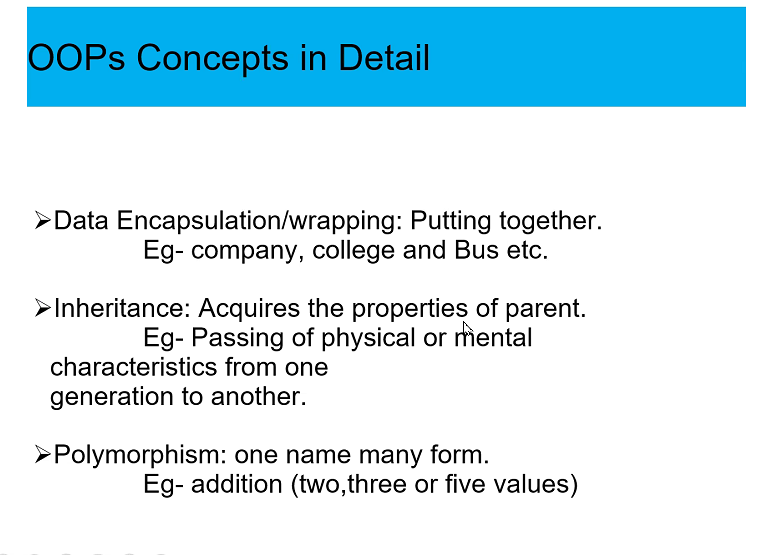 OOPs Concepts in Detail
➢Data Encapsulation/wrapping: Putting together.
Eg- company, college and Bus etc.
➢Inheritance: Acquires the properties of parent.
Eg- Passing of physical or mental
characteristics from one
generation to another.
➢Polymorphism: one name many form.
Eg- addition (two,three or five values)